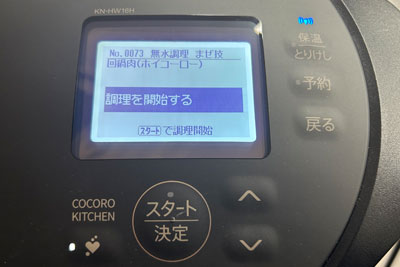 KN-HW16H
No.0073 無水調理 まぜ技
回鍋肉(ホイコーロー)
調理を開始する
スタートで調理開始
保温
とりけし
予約
戻る
COCORO
KITCHEN
スタート
決定